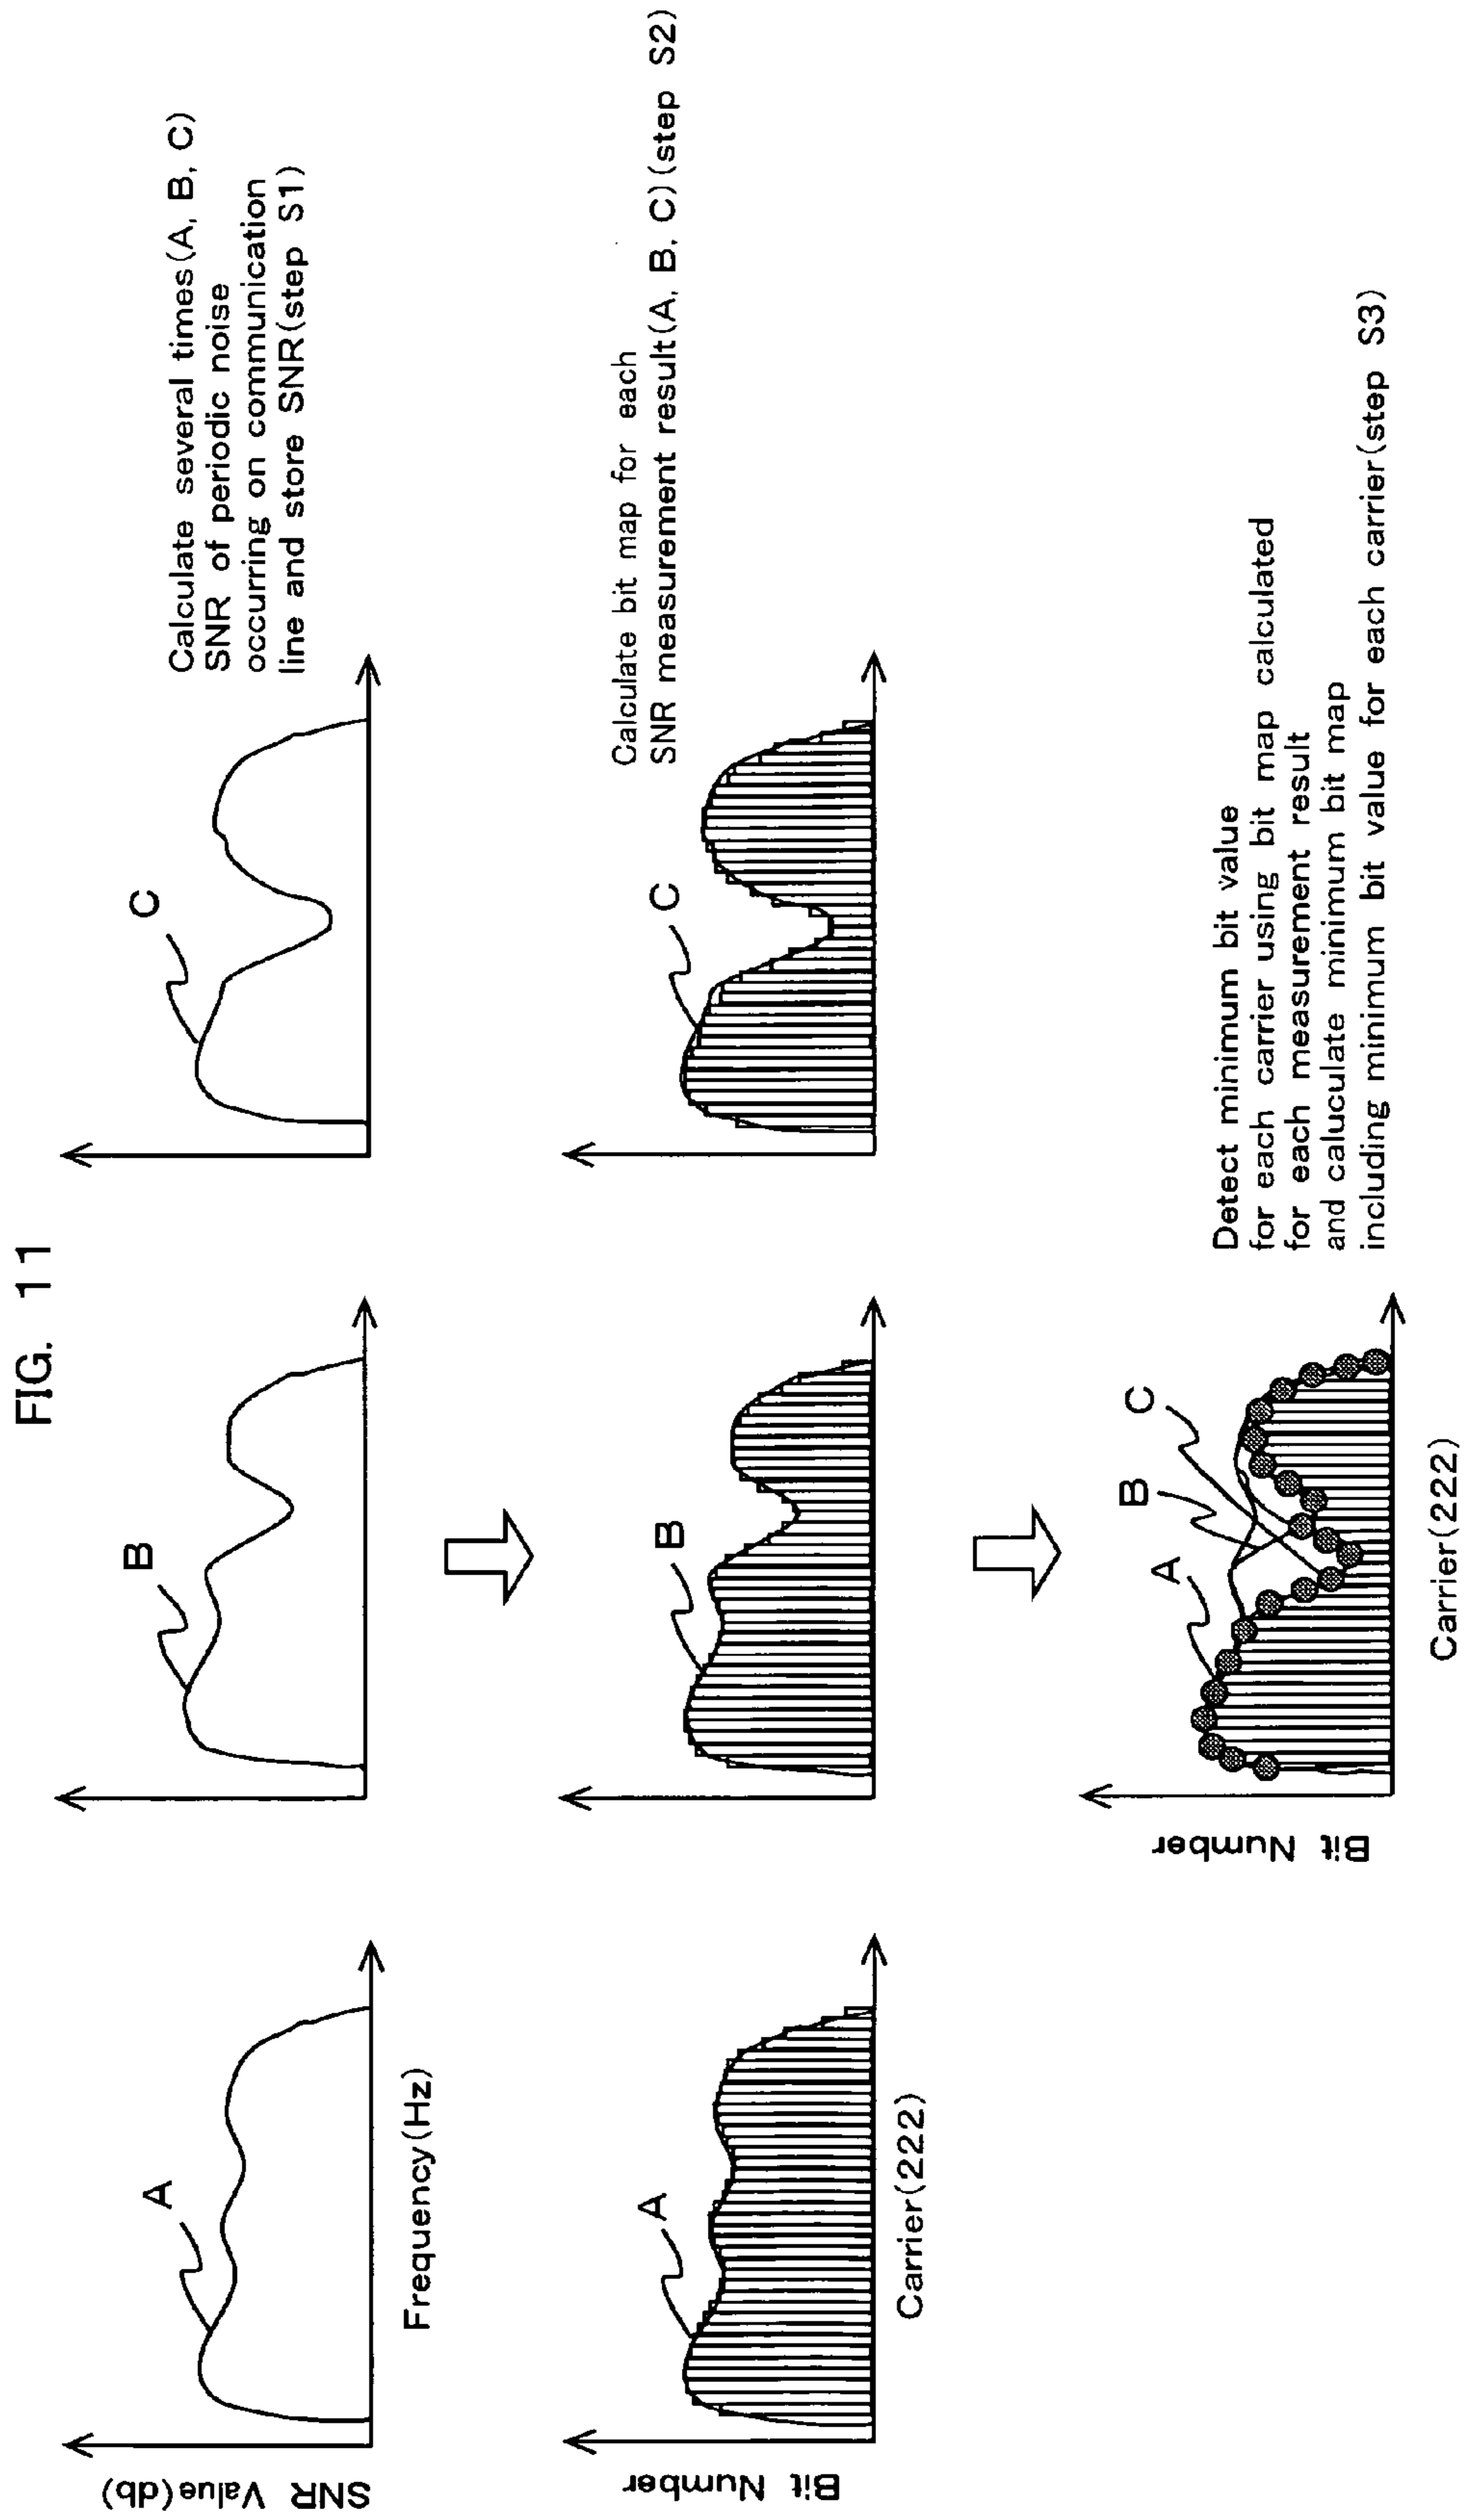 FIG. 11
SNR Value(db)
A
B
C
Frequency(Hz)
Calculate several times(A, B, C)
SNR of periodic noise
occurring on communication
line and store SNR(step S1)
Bit Number
A
B
C
Carrier(222)
Calculate bit map for each
SNR measurement result(A, B, C)(step S2)
Bit Number
A
B
C
Carrier(222)
Detect minimum bit value
for each carrier using bit map calculated
for each measurement result
and caluculate minimum bit map
including minimum bit value for each carrier(step S3)